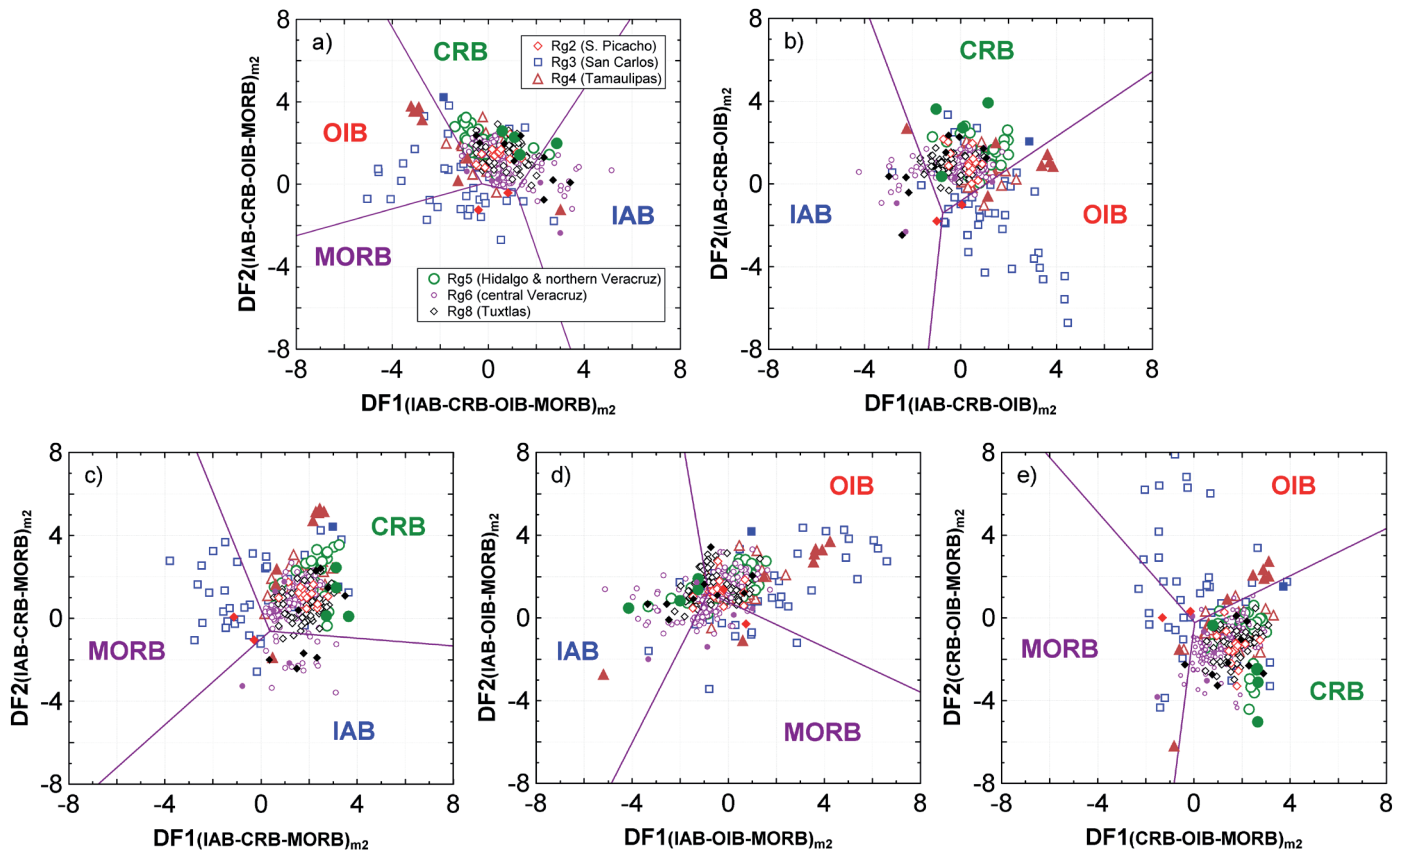 a)
CRB
OIB
IAB
MORB
Rg2 (S. Picacho)
Rg3 (San Carlos)
Rg4 (Tamaulipas)
Rg5 (Hidalgo & northern Veracruz)
Rg6 (central Veracruz)
Rg8 (Tuxtlas)
8
4
0
-4
-8
-8 -4 0 4 8
DF2(IAB-CRB-OIB-MORB)m2
DF1(IAB-CRB-OIB-MORB)m2
b)
CRB
IAB
OIB
8
4
0
-4
-8
-8 -4 0 4 8
DF2(IAB-CRB-OIB)m2
DF1(IAB-CRB-OIB)m2
c)
CRB
MORB
IAB
8
4
0
-4
-8
-8 -4 0 4 8
DF2(IAB-CRB-MORB)m2
DF1(IAB-CRB-MORB)m2
d)
OIB
IAB
MORB
8
4
0
-4
-8
-8 -4 0 4 8
DF2(IAB-OIB-MORB)m2
DF1(IAB-OIB-MORB)m2
e)
OIB
MORB
CRB
8
4
0
-4
-8
-8 -4 0 4 8
DF2(CRB-OIB-MORB)m2
DF1(CRB-OIB-MORB)m2